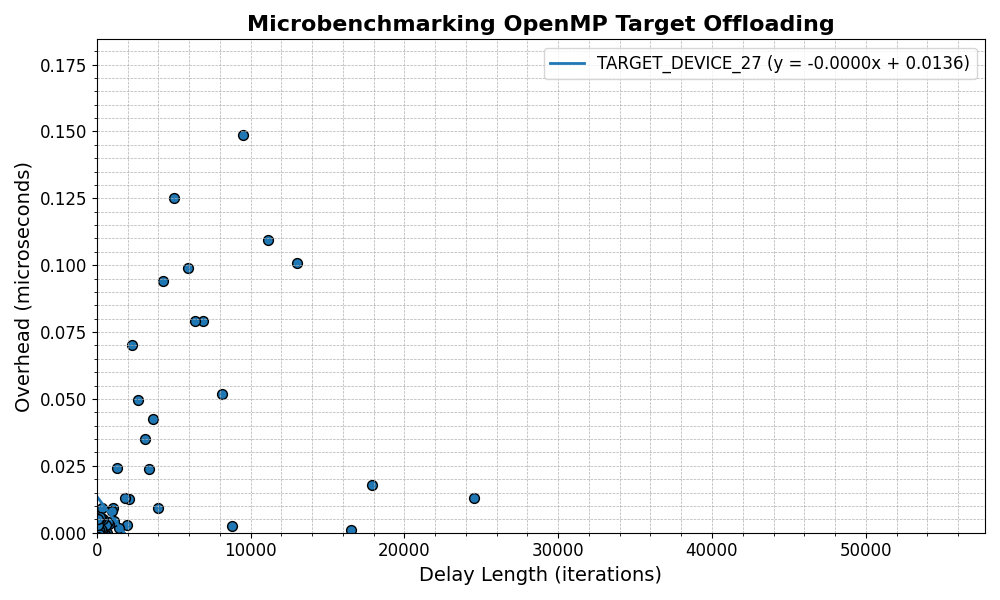 Microbenchmarking OpenMP Target Offloading
TARGET_DEVICE_27 (y = -0.0000x + 0.0136)
Overhead (microseconds)
0.175
0.150
0.125
0.100
0.075
0.050
0.025
0.000
0 10000 20000 30000 40000 50000
Delay Length (iterations)